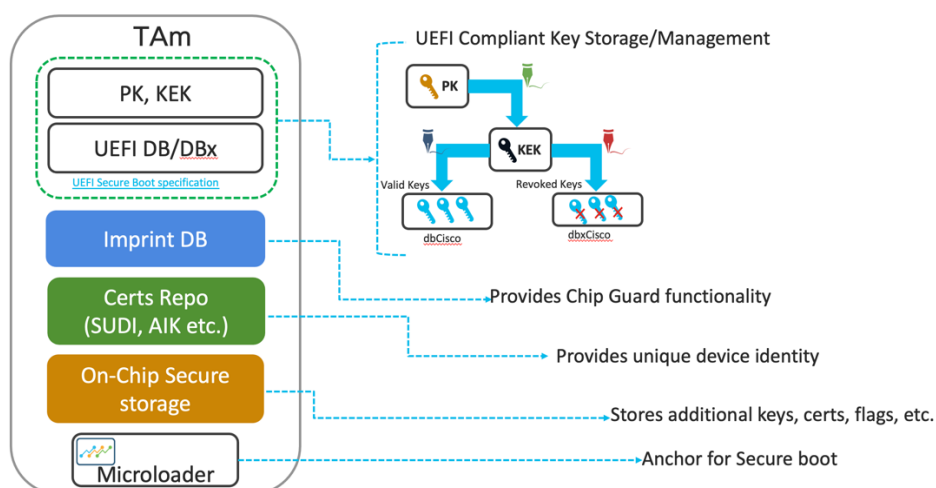 TAm
PK, KEK
UEFI DB/DBx
UEFI Secure Boot specification
Imprint DB
Certs Repo
(SUDI, AIK etc.)
On-Chip Secure
storage
Microloader
UEFI Compliant Key Storage/Management
PK
KEK
Valid Keys
Revoked Keys
dbCisco
dbxCisco
Provides Chip Guard functionality
Provides unique device identity
Stores additional keys, certs, flags, etc.
Anchor for Secure boot